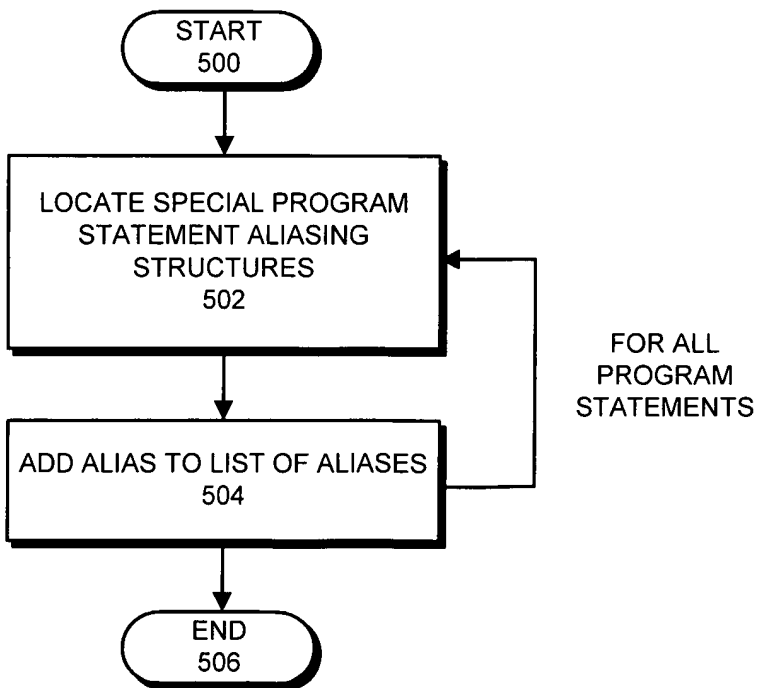 START
500
LOCATE SPECIAL PROGRAM
STATEMENT ALIASING
STRUCTURES
502
FOR ALL
PROGRAM
STATEMENTS
ADD ALIAS TO LIST OF ALIASES
504
END
506